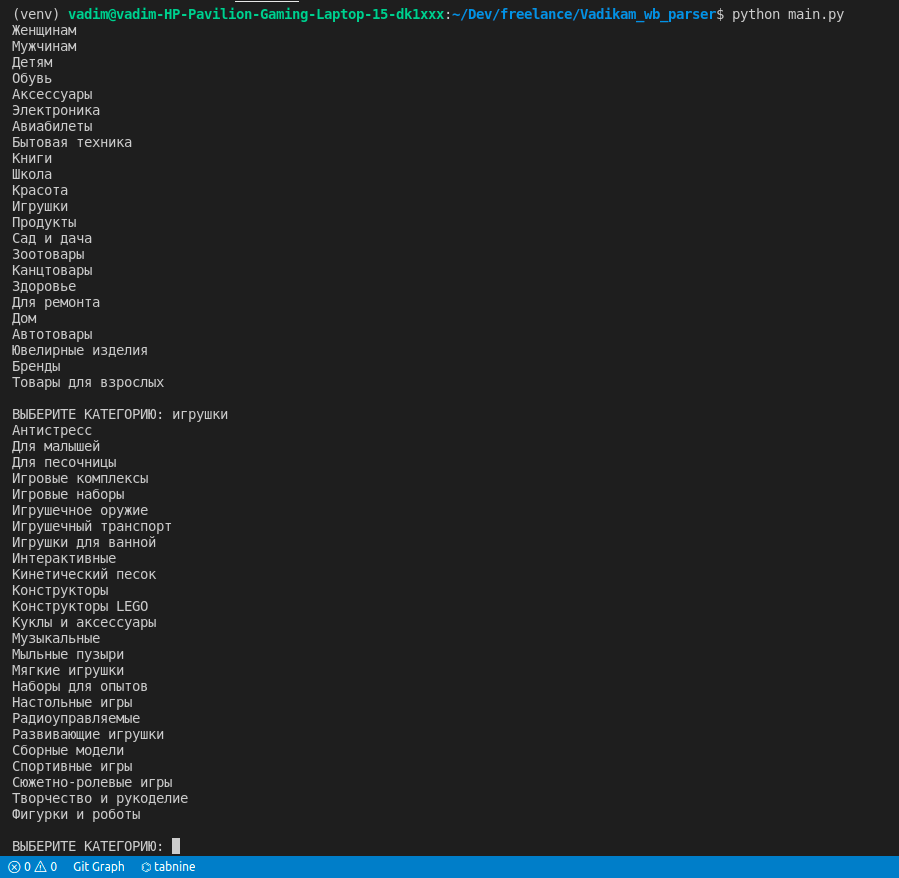 (venv) vadim@vadim-HP-Pavilion-Gaming-Laptop-15-dk1xxx:~/Dev/freelance/Vadikam_wb_parser$ python main.py
Женщинам
Мужчинам
Детям
Обувь
Аксессуары
Электроника
Авиабилеты
Бытовая техника
Книги
Школа
Красота
Игрушки
Продукты
Сад и дача
Зоотовары
Канцтовары
Здоровье
Для ремонта
Дом
Автотовары
Ювелирные изделия
Бренды
Товары для взрослых
ВЫБЕРИТЕ КАТЕГОРИЮ: игрушки
Антистресс
Для малышей
Для песочницы
Игровые комплексы
Игровые наборы
Игрушечное оружие
Игрушечный транспорт
Игрушки для ванной
Интерактивные
Кинетический песок
Конструкторы
Конструкторы LEGO
Куклы и аксессуары
Музыкальные
Мыльные пузыри
Мягкие игрушки
Наборы для опытов
Настольные игры
Радиоуправляемые
Развивающие игрушки
Сборные модели
Спортивные игры
Сюжетно-ролевые игры
Творчество и рукоделие
Фигурки и роботы
ВЫБЕРИТЕ КАТЕГОРИЮ:
0 0 Git Graph tabnine